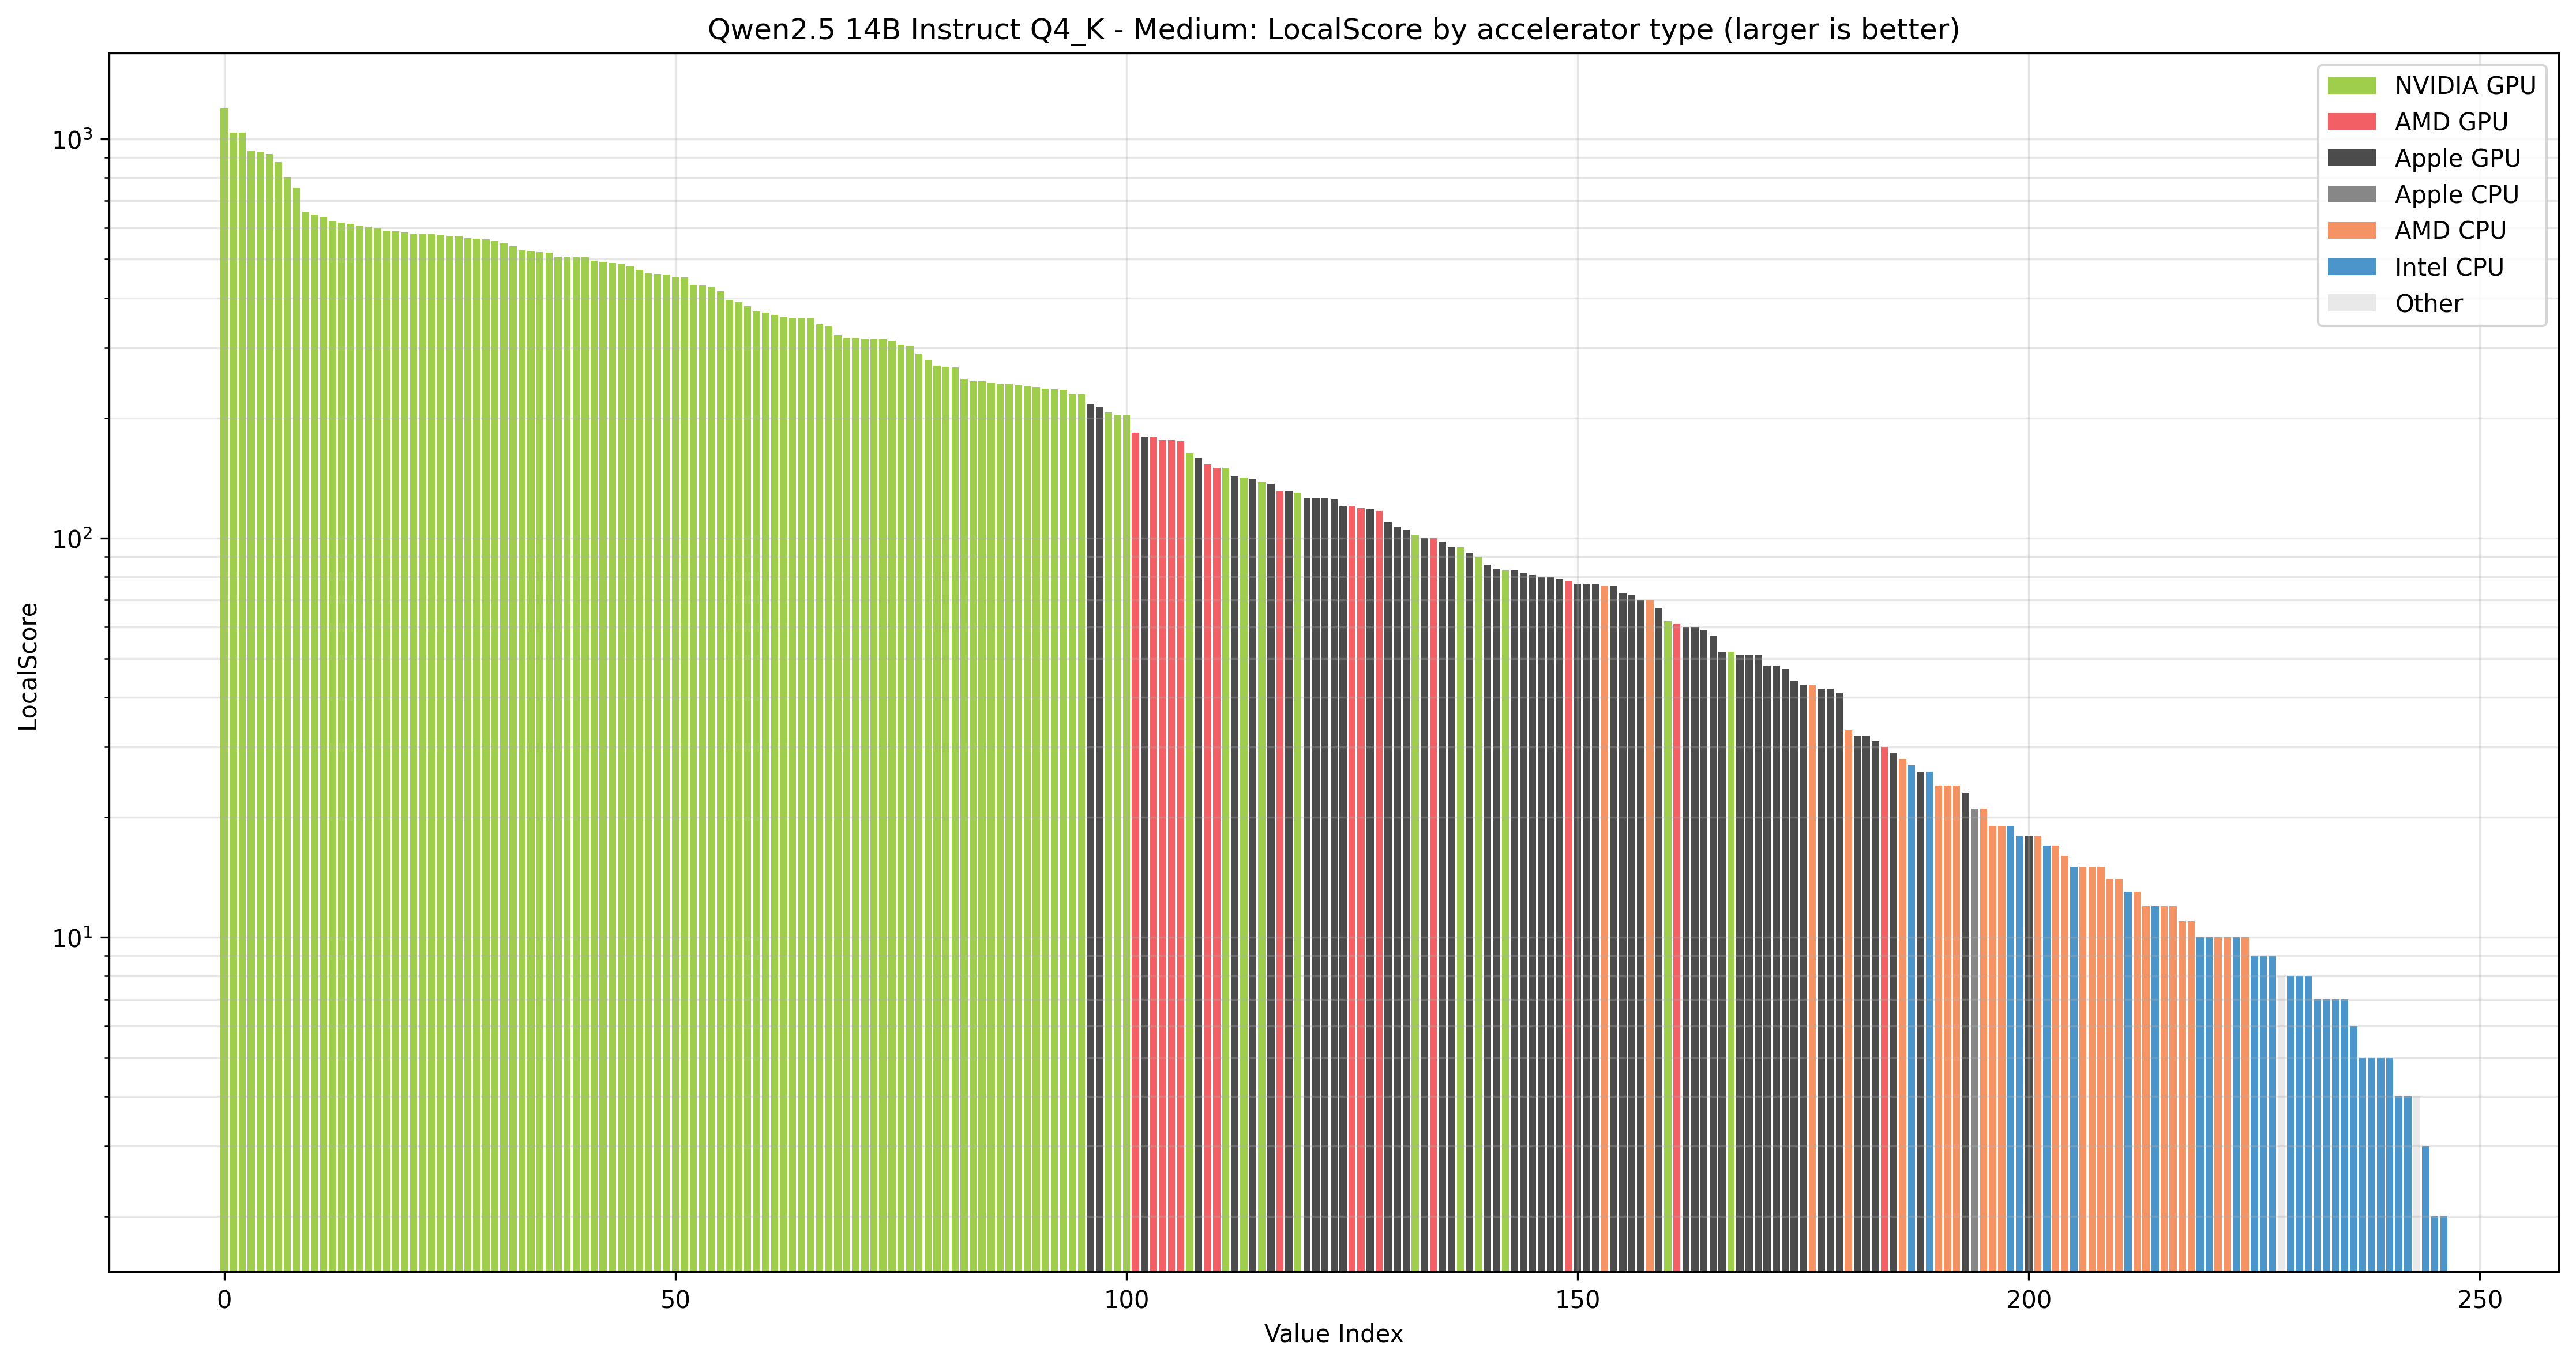 Qwen2.5 14B Instruct Q4_K - Medium: LocalScore by accelerator type (larger is better)
NVIDIA GPU
AMD GPU
Apple GPU
Apple CPU
AMD CPU
Intel CPU
Other
LocalScore
10³
10²
10¹
0 50 100 150 200 250
Value Index